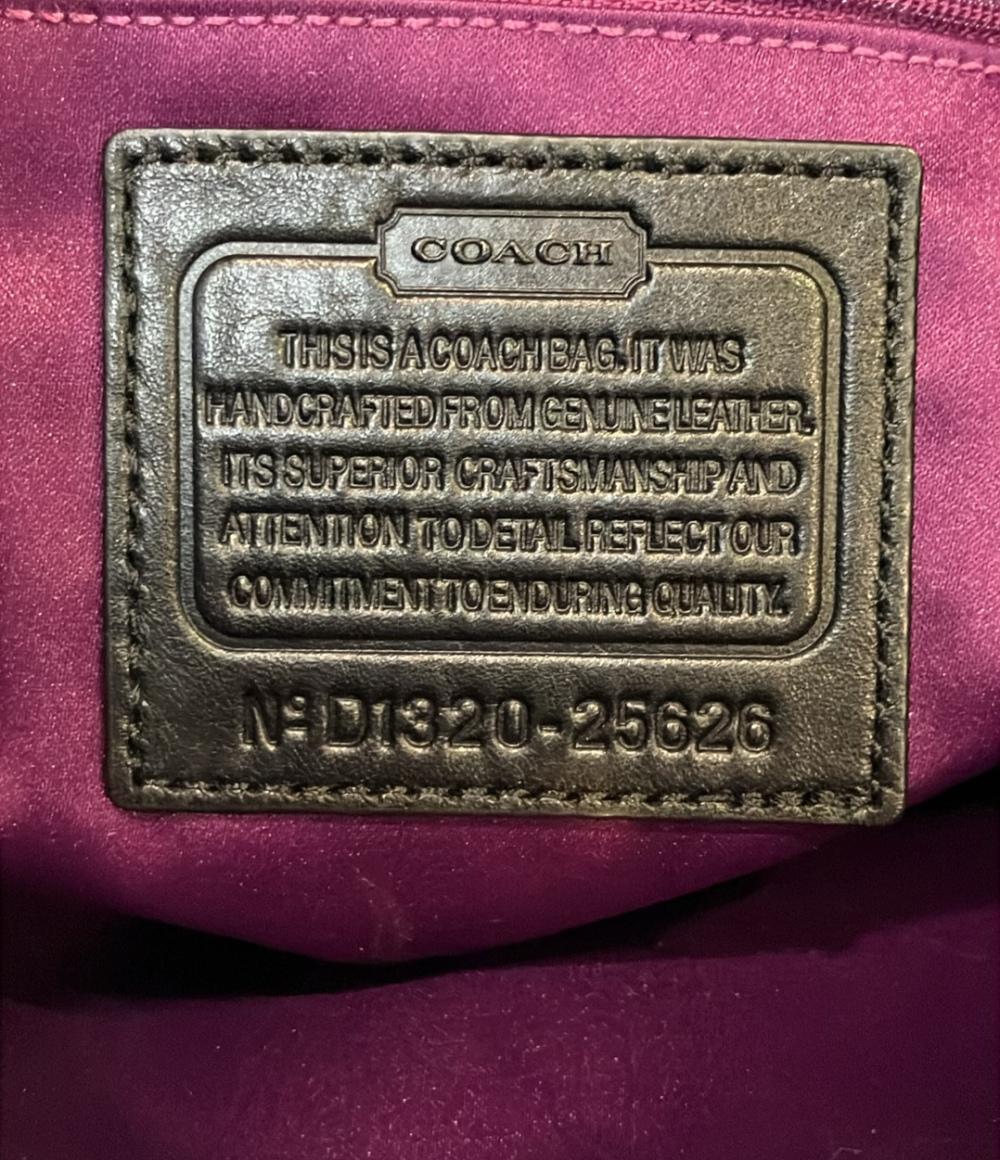 COACH
THIS IS A COACH BAG. IT WAS
HANDCRAFTED FROM GENUINE LEATHER.
ITS SUPERIOR CRAFTSMANSHIP AND
ATTENTION TO DETAIL REFLECT OUR
COMMITMENT TO ENDURING QUALITY.
Nº D1320-25626